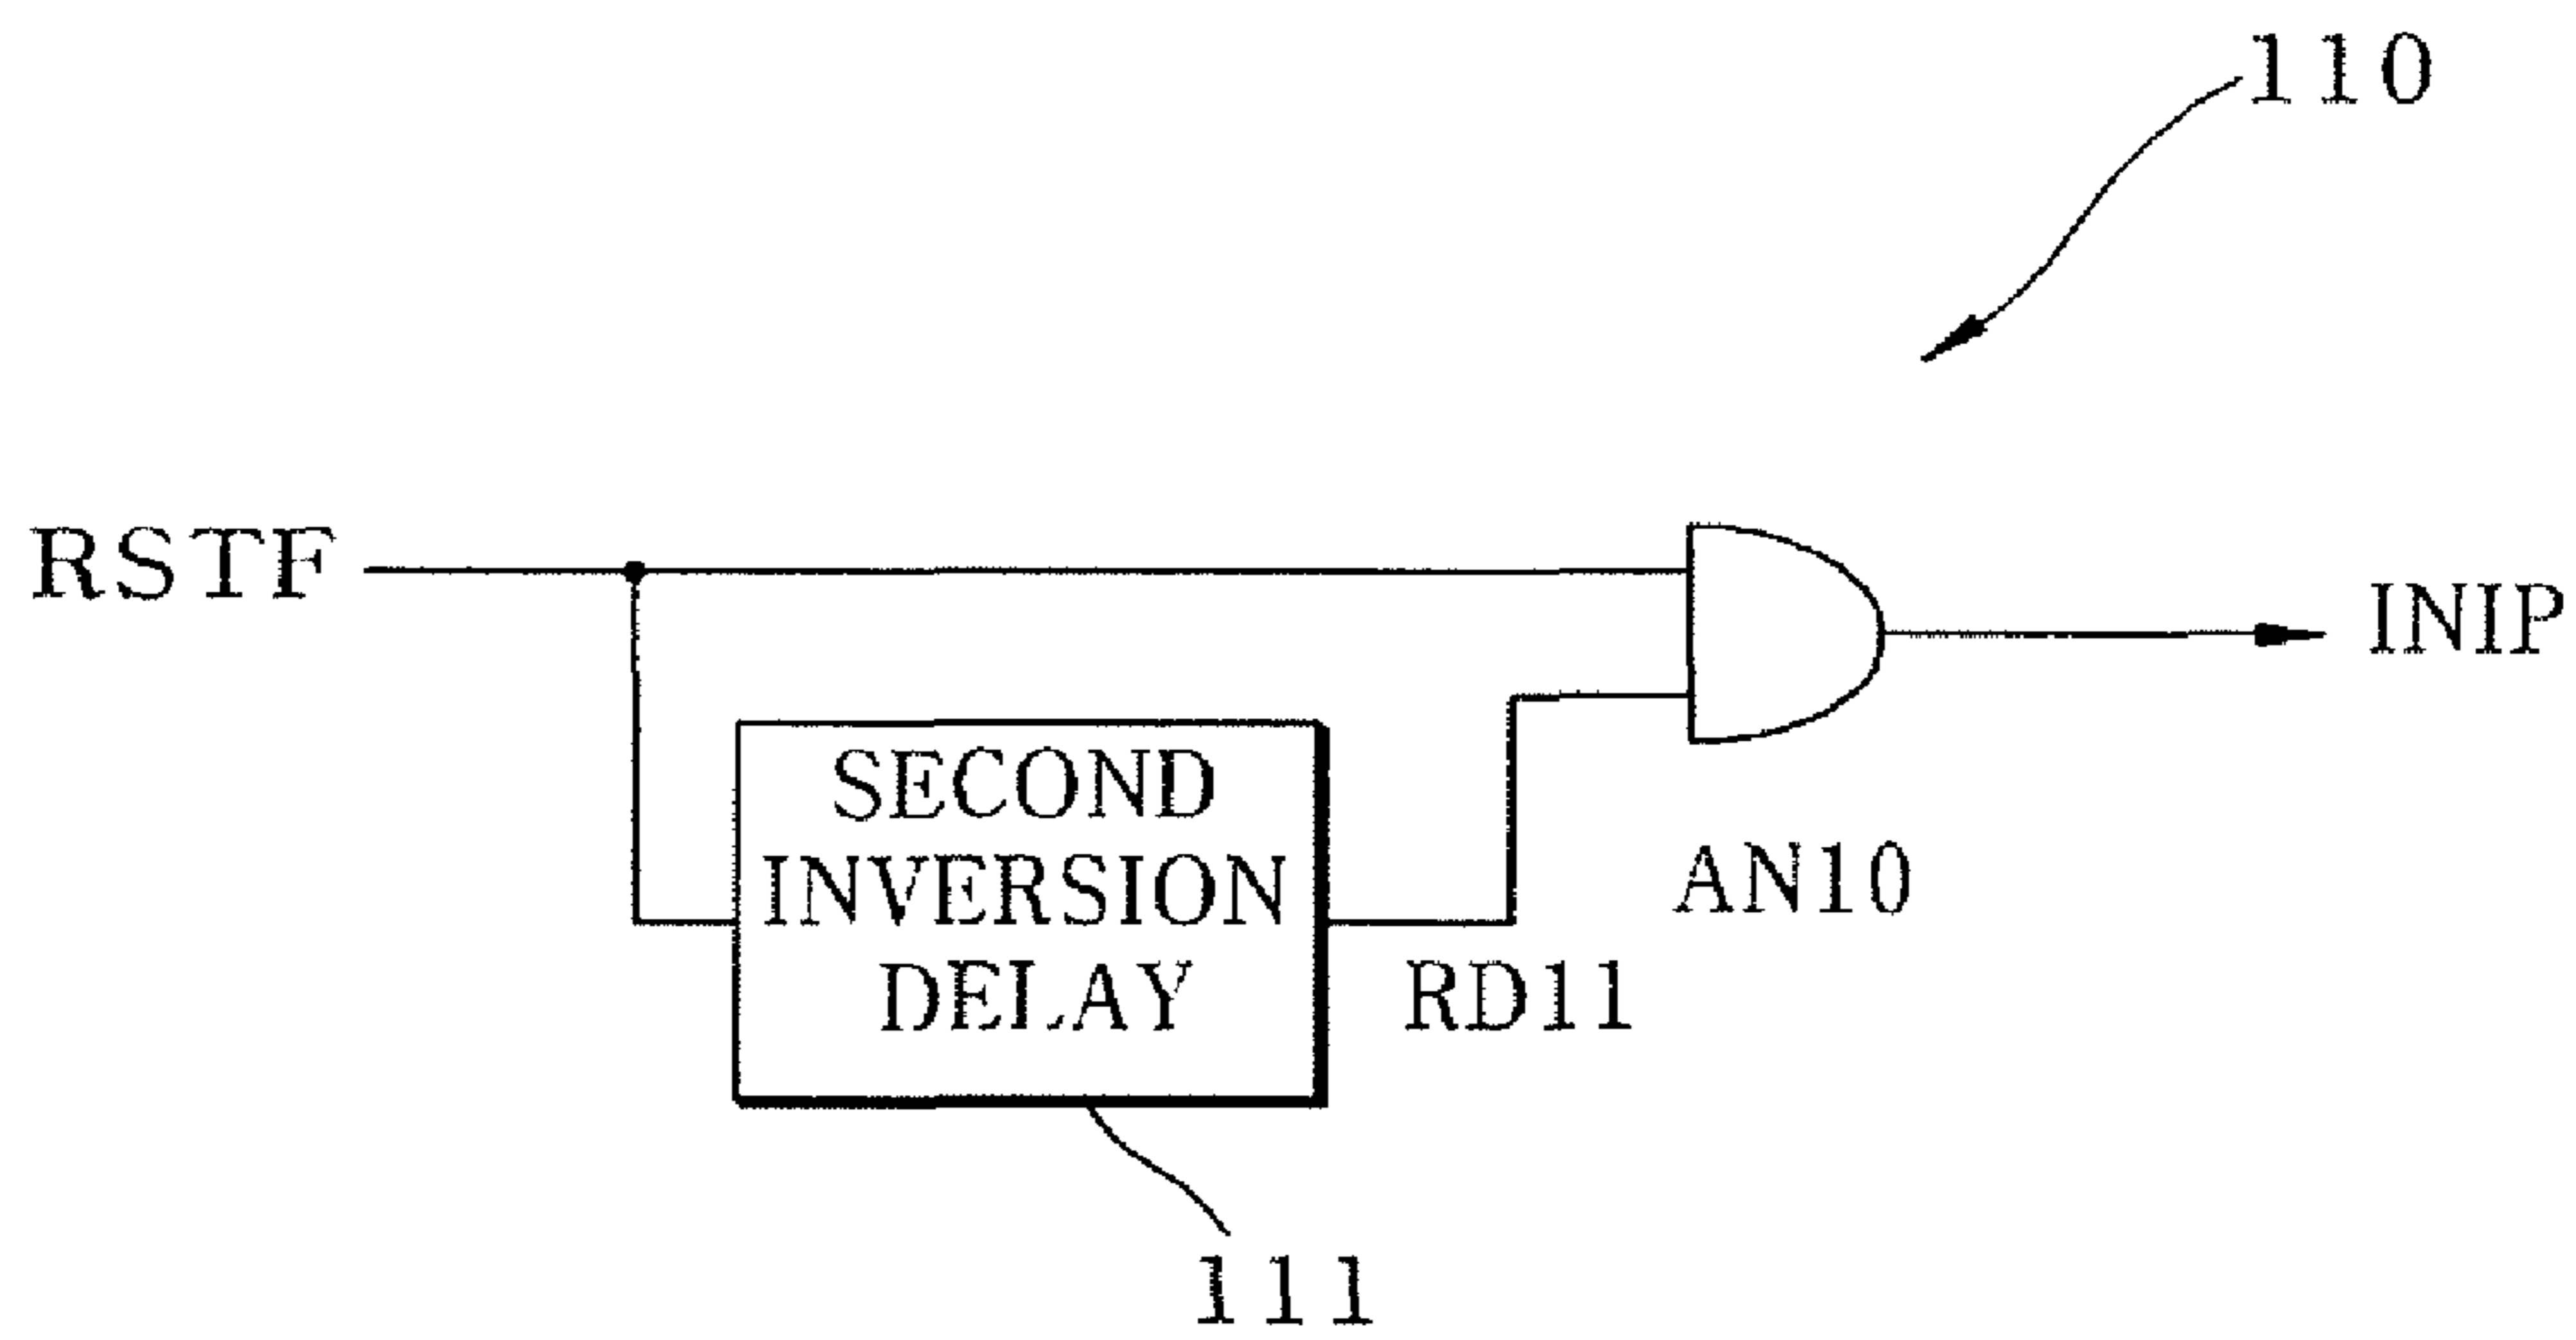 110
RSTF
INIP
SECOND
INVERSION
DELAY
AN10
RD11
111